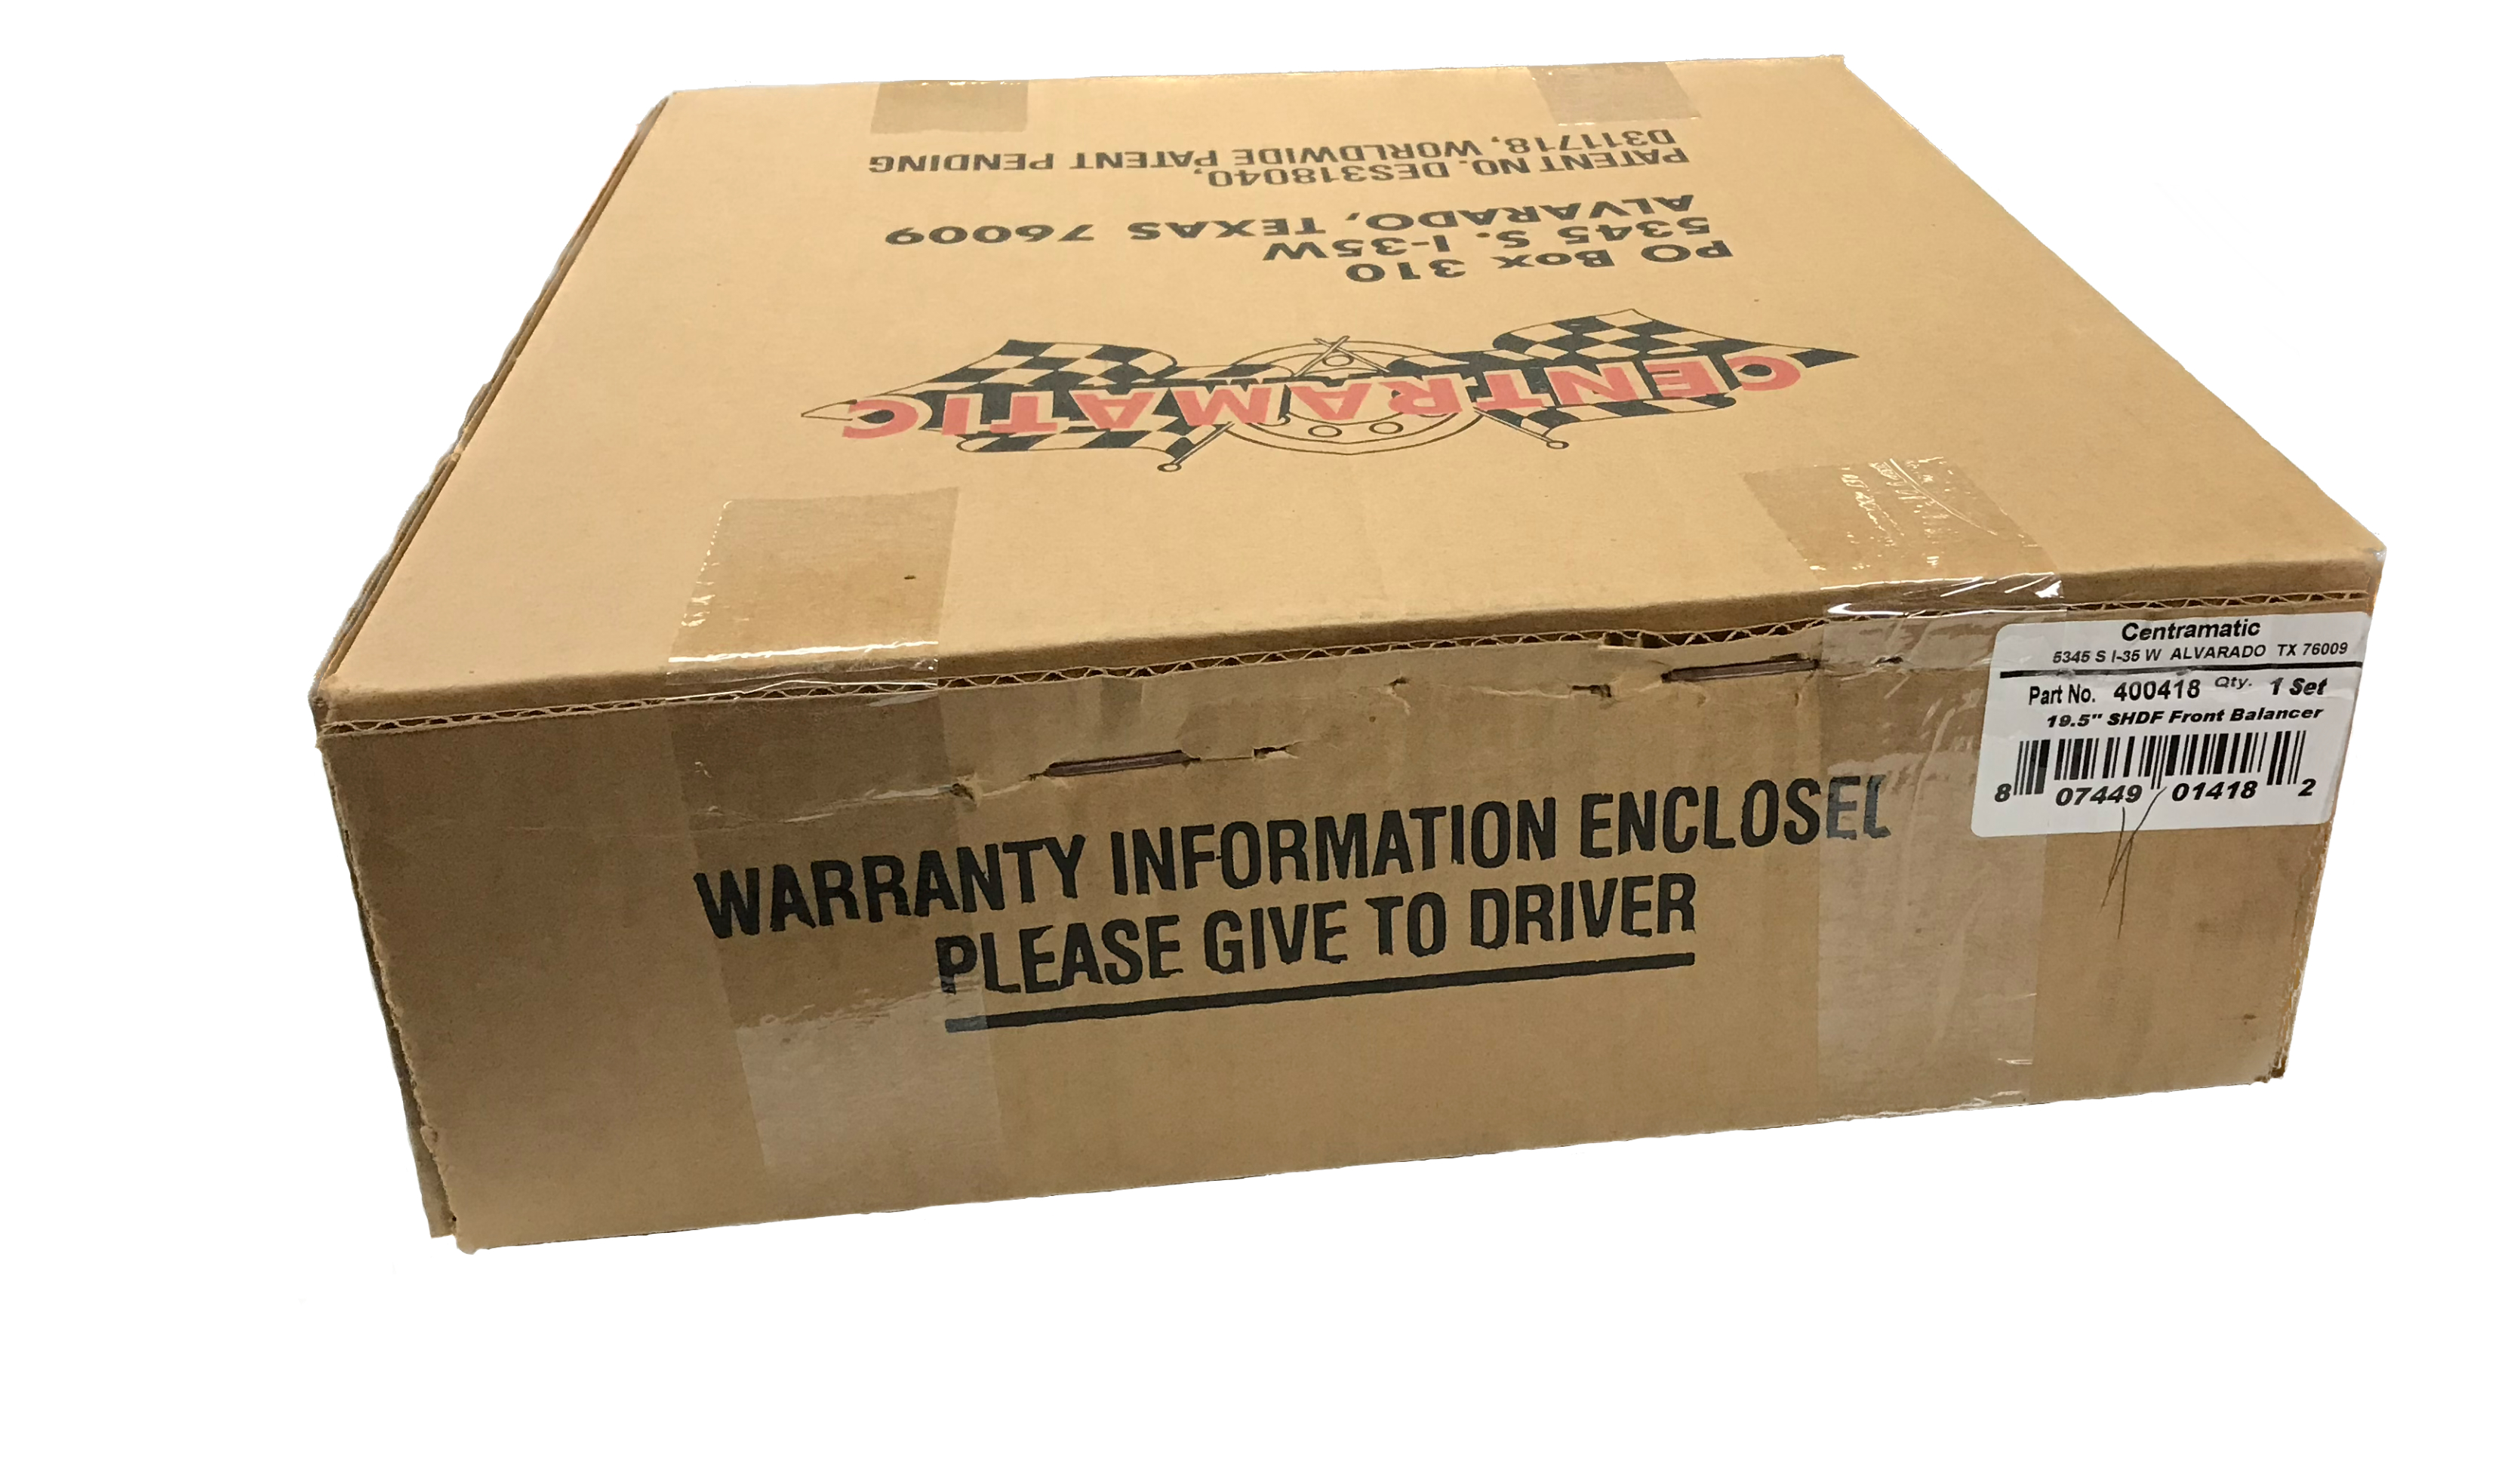 CENTRAMATIC
PO Box 310
5345 S. I-35W
ALVARADO, TEXAS 76009
PATENT NO. DES318040,
D311718, WORLDWIDE PATENT PENDING
WARRANTY INFORMATION ENCLOSED
PLEASE GIVE TO DRIVER
Centramatic
5345 S I-35 W ALVARADO TX 76009
Part No. 400418 Qty. 1 Set
19.5" SHDF Front Balancer
8 07449 01418 2